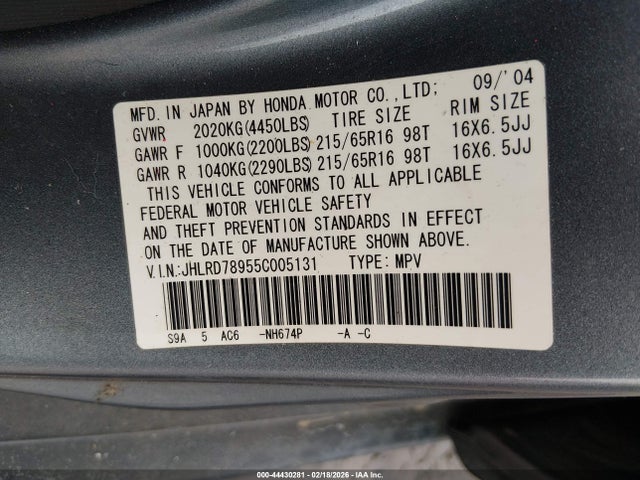 MFD. IN JAPAN BY HONDA MOTOR CO.,LTD; 09/'04
GVWR 2020KG(4450LBS) TIRE SIZE RIM SIZE
GAWR F 1000KG(2200LBS) 215/65R16 98T 16X6.5JJ
GAWR R 1040KG(2290LBS) 215/65R16 98T 16X6.5JJ
THIS VEHICLE CONFORMS TO ALL APPLICABLE
FEDERAL MOTOR VEHICLE SAFETY
AND THEFT PREVENTION STANDARDS IN EFFECT
ON THE DATE OF MANUFACTURE SHOWN ABOVE.
V.I.N:JHLRD78955C005131 TYPE: MPV
S9A 5 AC6 -NH674P -A -C
000-44430281 - 02/18/2026 - IAA Inc.